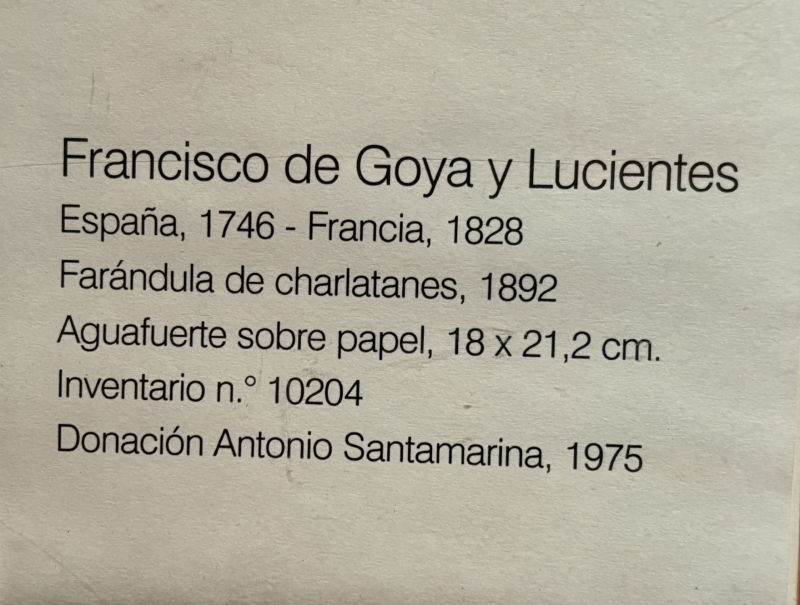 Francisco de Goya y Lucientes
España, 1746 - Francia, 1828
Farándula de charlatanes, 1892
Aguafuerte sobre papel, 18 x 21,2 cm.
Inventario n.° 10204
Donación Antonio Santamarina, 1975